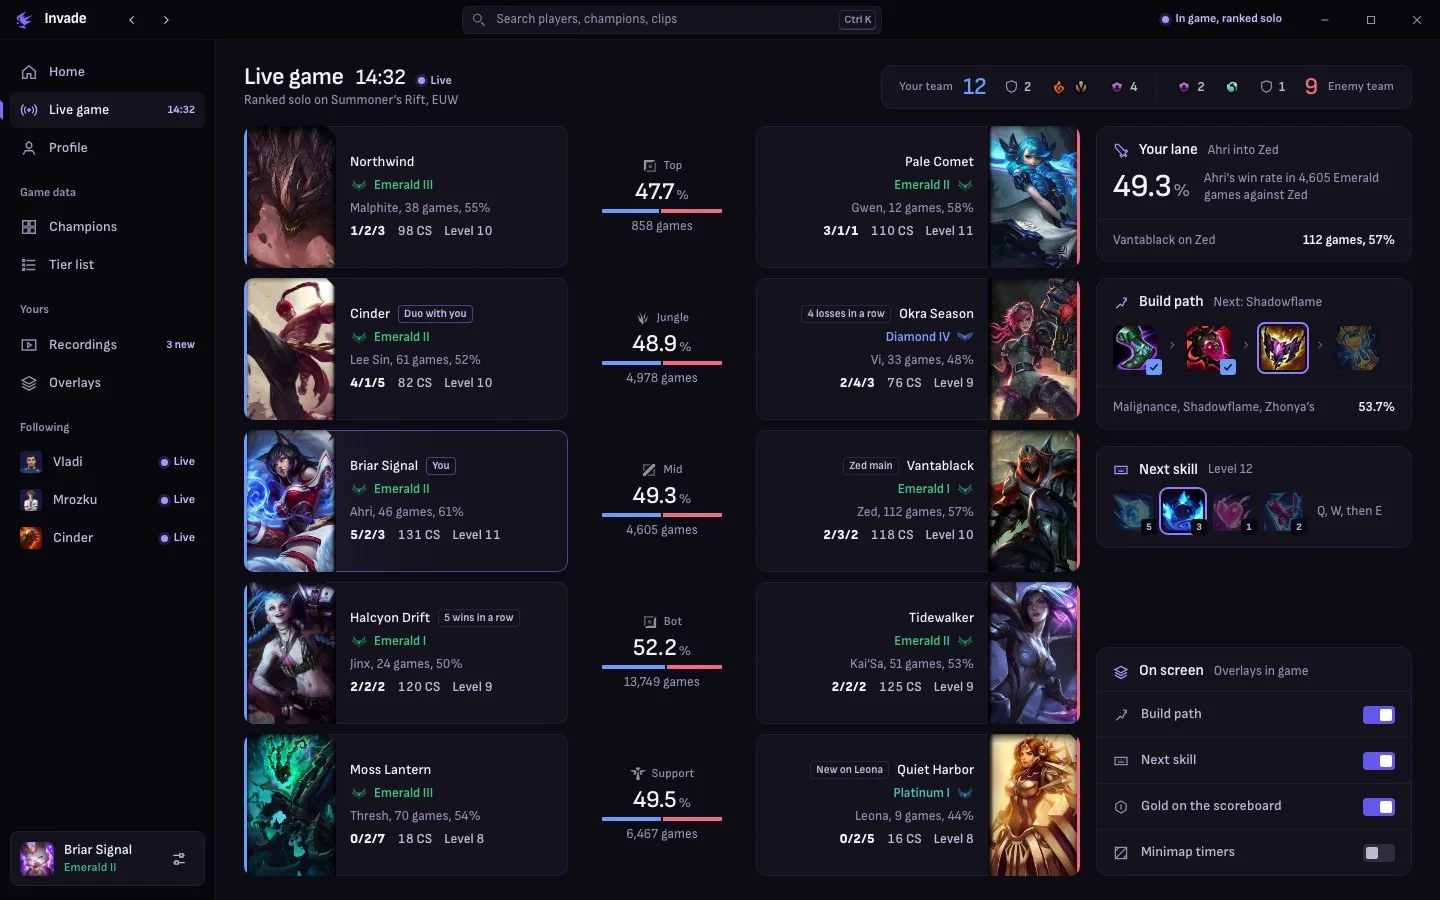 Invade
Search players, champions, clips
Ctrl K
In game, ranked solo
Home
Live game
14:32
Profile
Game data
Champions
Tier list
Yours
Recordings
3 new
Overlays
Following
Vladi
Live
Mrozku
Live
Cinder
Live
Briar Signal
Emerald II
Live game 14:32 Live
Ranked solo on Summoner's Rift, EUW
Your team 12 2 4 2 1 9 Enemy team
Northwind
Emerald III
Malphite, 38 games, 55%
1/2/3 98 CS Level 10
Top
47.7 %
858 games
Pale Comet
Emerald II
Gwen, 12 games, 58%
3/1/1 110 CS Level 11
Cinder Duo with you
Emerald II
Lee Sin, 61 games, 52%
4/1/5 82 CS Level 10
Jungle
48.9 %
4,978 games
4 losses in a row Okra Season
Diamond IV
Vi, 33 games, 48%
2/4/3 76 CS Level 9
Briar Signal You
Emerald II
Ahri, 46 games, 61%
5/2/3 131 CS Level 11
Mid
49.3 %
4,605 games
Zed main Vantablack
Emerald I
Zed, 112 games, 57%
2/3/2 118 CS Level 10
Halcyon Drift 5 wins in a row
Emerald I
Jinx, 24 games, 50%
2/2/2 120 CS Level 9
Bot
52.2 %
13,749 games
Tidewalker
Emerald II
Kai'Sa, 51 games, 53%
2/2/2 125 CS Level 9
Moss Lantern
Emerald III
Thresh, 70 games, 54%
0/2/7 18 CS Level 8
Support
49.5 %
6,467 games
New on Leona Quiet Harbor
Platinum I
Leona, 9 games, 44%
0/2/5 16 CS Level 8
Your lane Ahri into Zed
49.3 %
Ahri's win rate in 4,605 Emerald
games against Zed
Vantablack on Zed 112 games, 57%
Build path Next: Shadowflame
Malignance, Shadowflame, Zhonya's 53.7%
Next skill Level 12
5 3 1 2 Q, W, then E
On screen Overlays in game
Build path
Next skill
Gold on the scoreboard
Minimap timers